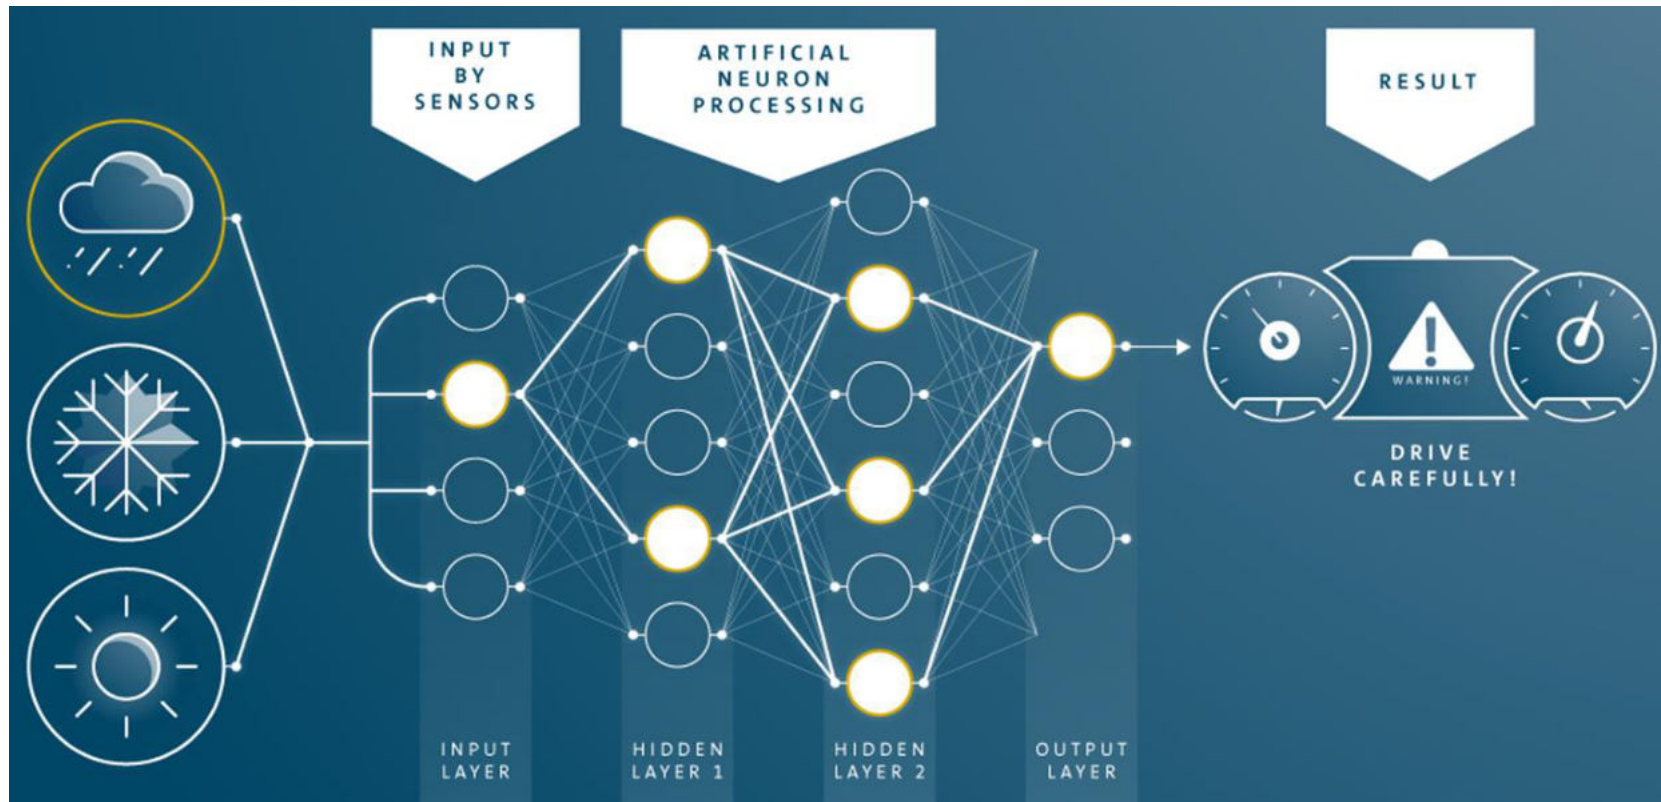 INPUT
BY
SENSORS
ARTIFICIAL
NEURON
PROCESSING
RESULT
WARNING!
DRIVE
CAREFULLY!
INPUT
LAYER
HIDDEN
LAYER 1
HIDDEN
LAYER 2
OUTPUT
LAYER